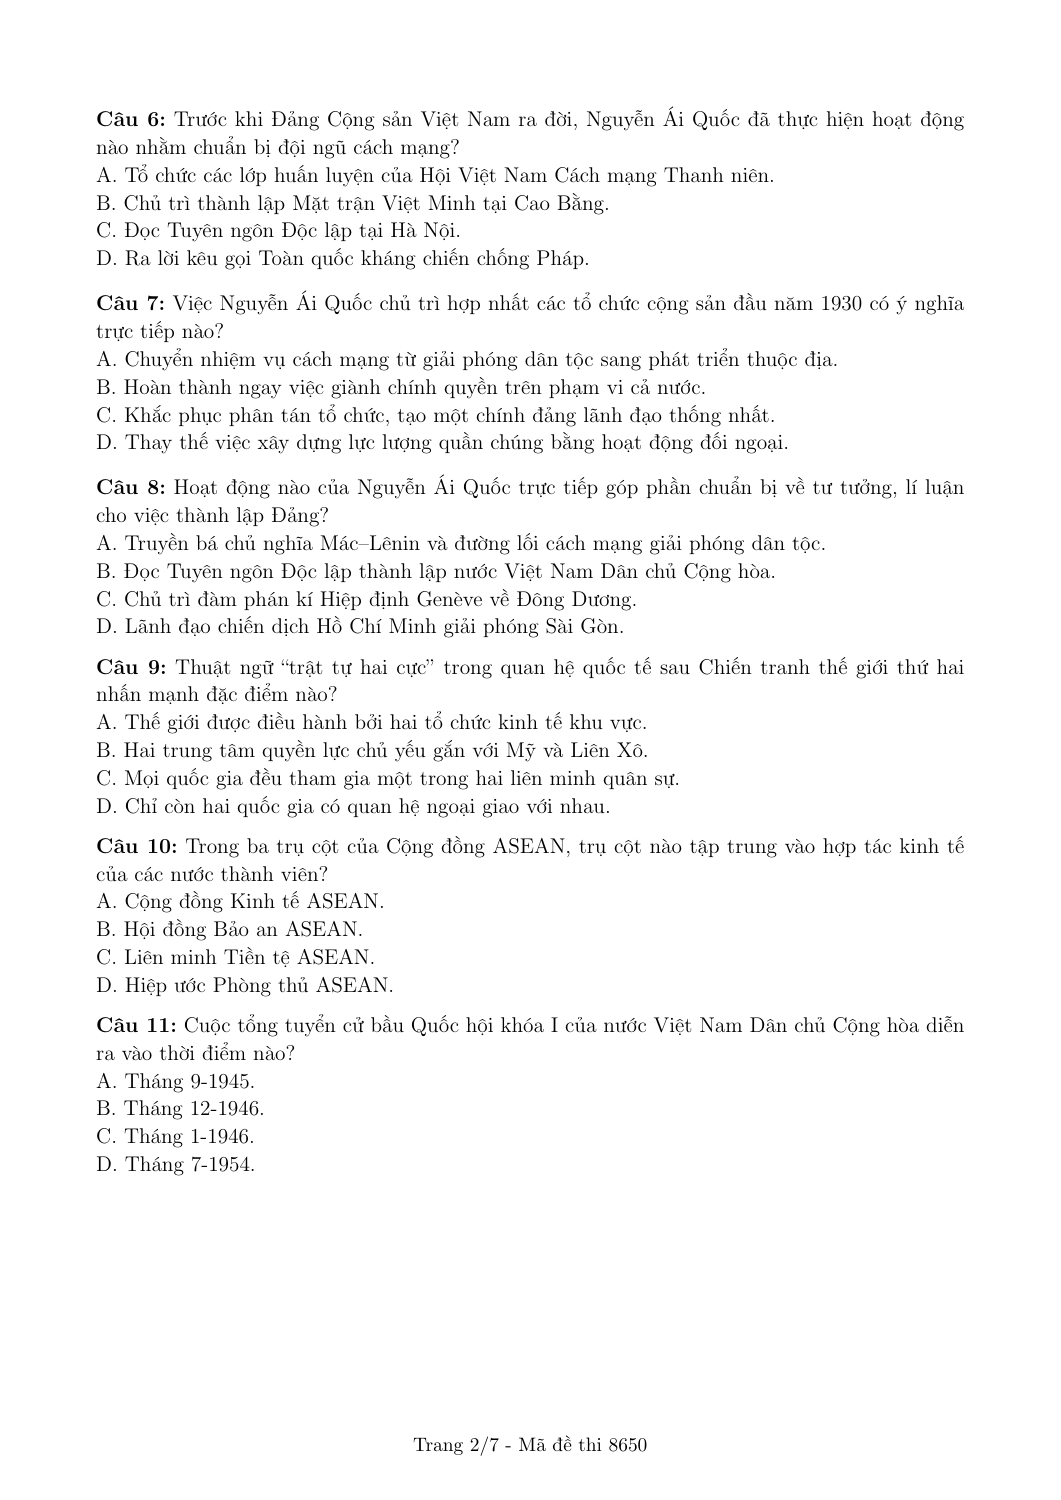 Câu 6: Trước khi Đảng Cộng sản Việt Nam ra đời, Nguyễn Ái Quốc đã thực hiện hoạt động
nào nhằm chuẩn bị đội ngũ cách mạng?
A. Tổ chức các lớp huấn luyện của Hội Việt Nam Cách mạng Thanh niên.
B. Chủ trì thành lập Mặt trận Việt Minh tại Cao Bằng.
C. Đọc Tuyên ngôn Độc lập tại Hà Nội.
D. Ra lời kêu gọi Toàn quốc kháng chiến chống Pháp.
Câu 7: Việc Nguyễn Ái Quốc chủ trì hợp nhất các tổ chức cộng sản đầu năm 1930 có ý nghĩa
trực tiếp nào?
A. Chuyển nhiệm vụ cách mạng từ giải phóng dân tộc sang phát triển thuộc địa.
B. Hoàn thành ngay việc giành chính quyền trên phạm vi cả nước.
C. Khắc phục phân tán tổ chức, tạo một chính đảng lãnh đạo thống nhất.
D. Thay thế việc xây dựng lực lượng quần chúng bằng hoạt động đối ngoại.
Câu 8: Hoạt động nào của Nguyễn Ái Quốc trực tiếp góp phần chuẩn bị về tư tưởng, lí luận
cho việc thành lập Đảng?
A. Truyền bá chủ nghĩa Mác–Lênin và đường lối cách mạng giải phóng dân tộc.
B. Đọc Tuyên ngôn Độc lập thành lập nước Việt Nam Dân chủ Cộng hòa.
C. Chủ trì đàm phán kí Hiệp định Genève về Đông Dương.
D. Lãnh đạo chiến dịch Hồ Chí Minh giải phóng Sài Gòn.
Câu 9: Thuật ngữ “trật tự hai cực” trong quan hệ quốc tế sau Chiến tranh thế giới thứ hai
nhấn mạnh đặc điểm nào?
A. Thế giới được điều hành bởi hai tổ chức kinh tế khu vực.
B. Hai trung tâm quyền lực chủ yếu gắn với Mỹ và Liên Xô.
C. Mọi quốc gia đều tham gia một trong hai liên minh quân sự.
D. Chỉ còn hai quốc gia có quan hệ ngoại giao với nhau.
Câu 10: Trong ba trụ cột của Cộng đồng ASEAN, trụ cột nào tập trung vào hợp tác kinh tế
của các nước thành viên?
A. Cộng đồng Kinh tế ASEAN.
B. Hội đồng Bảo an ASEAN.
C. Liên minh Tiền tệ ASEAN.
D. Hiệp ước Phòng thủ ASEAN.
Câu 11: Cuộc tổng tuyển cử bầu Quốc hội khóa I của nước Việt Nam Dân chủ Cộng hòa diễn
ra vào thời điểm nào?
A. Tháng 9-1945.
B. Tháng 12-1946.
C. Tháng 1-1946.
D. Tháng 7-1954.
Trang 2/7 - Mã đề thi 8650